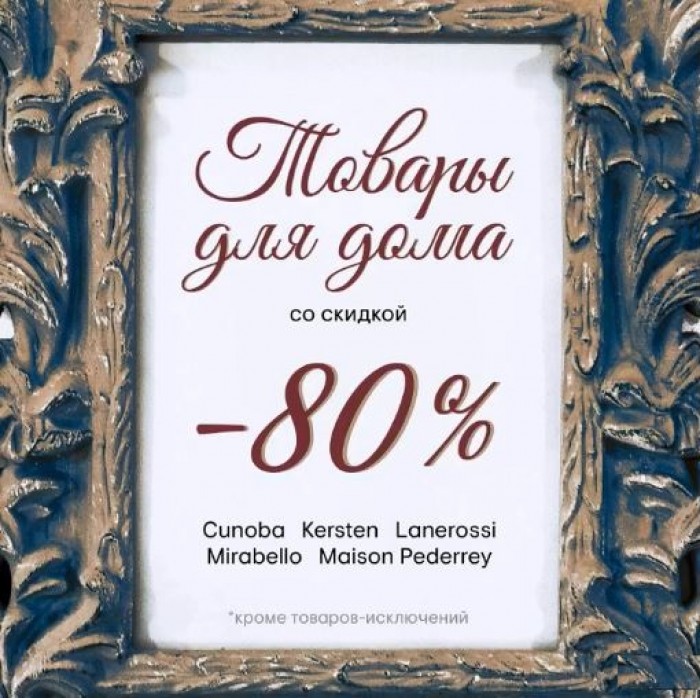 Товары
для дома
со скидкой
-80%
Cunoba Kersten Lanerossi
Mirabello Maison Pederrey
*кроме товаров-исключений